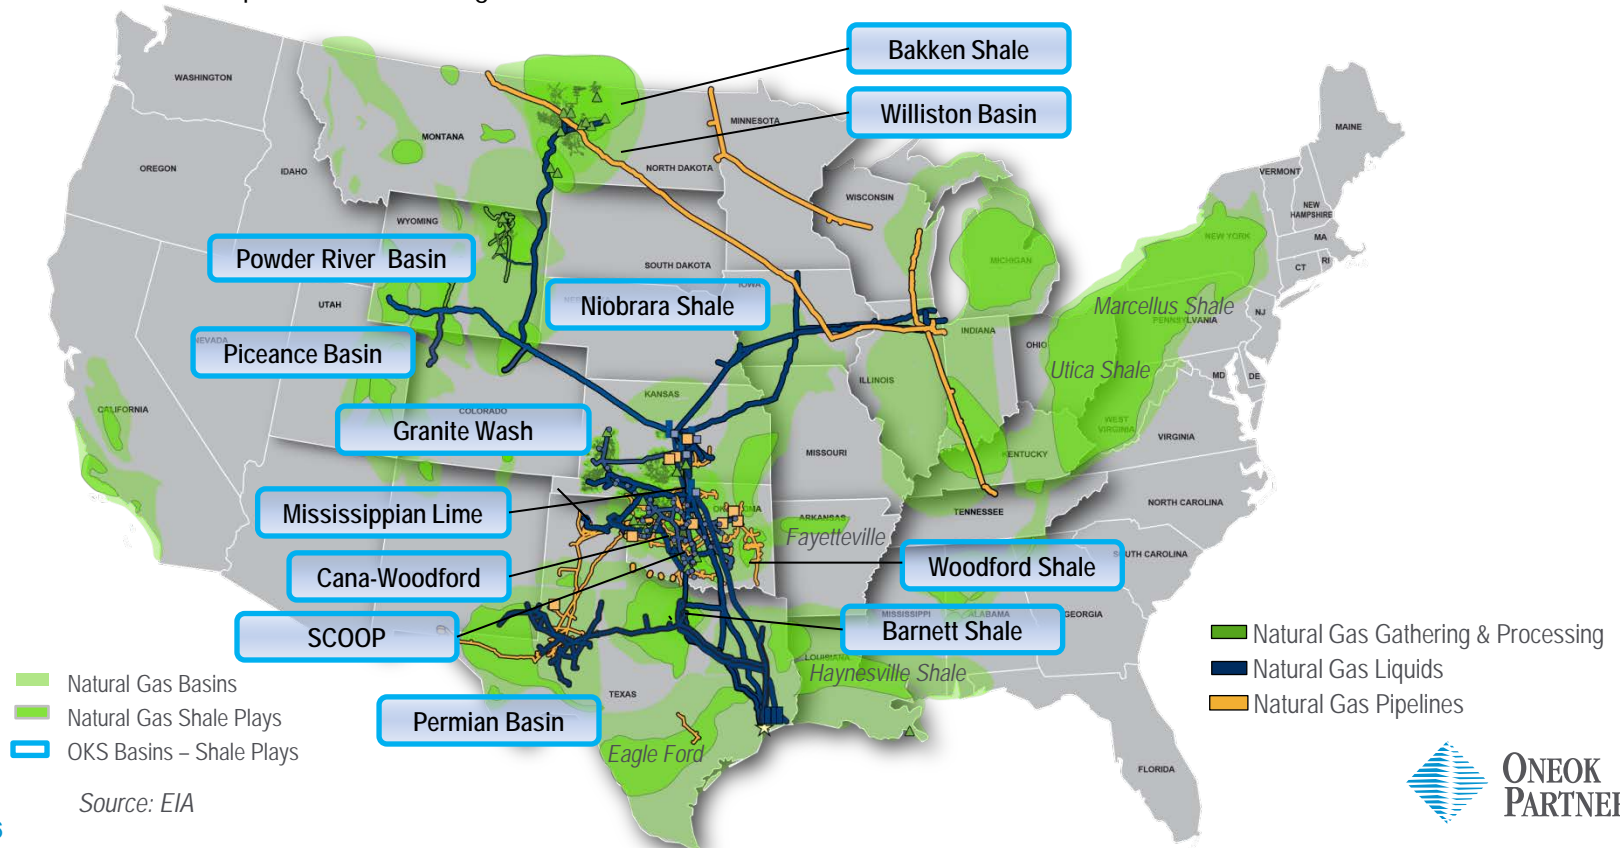 Bakken Shale
WASHINGTON
Williston Basin
MONTANA
MINNESOTA
MAINE
OREGON
IDAHO
NORTH DAKOTA
VERMONT
WISCONSIN
NEW
HAMPSHIRE
WYOMING
NEW YORK
MA
Powder River Basin
SOUTH DAKOTA
MICHIGAN
CT
RI
IOWA
UTAH
Niobrara Shale
Marcellus Shale
PENNSYLVANIA
NJ
INDIANA
OHIO
NEVADA
Piceance Basin
Utica Shale
MD
DE
ILLINOIS
KANSAS
CALIFORNIA
COLORADO
WEST
VIRGINIA
Granite Wash
VIRGINIA
MISSOURI
KENTUCKY
NORTH CAROLINA
Mississippian Lime
OKLAHOMA
ARKANSAS
TENNESSEE
Fayetteville
SOUTH CAROLINA
Cana-Woodford
Woodford Shale
MISSISSIPPI
ALABAMA
GEORGIA
SCOOP
Barnett Shale
Natural Gas Gathering & Processing
LOUISIANA
Haynesville Shale
Natural Gas Liquids
Natural Gas Basins
TEXAS
Natural Gas Pipelines
Natural Gas Shale Plays
Permian Basin
OKS Basins – Shale Plays
Eagle Ford
FLORIDA
Source: EIA
ONEOK
PARTNER